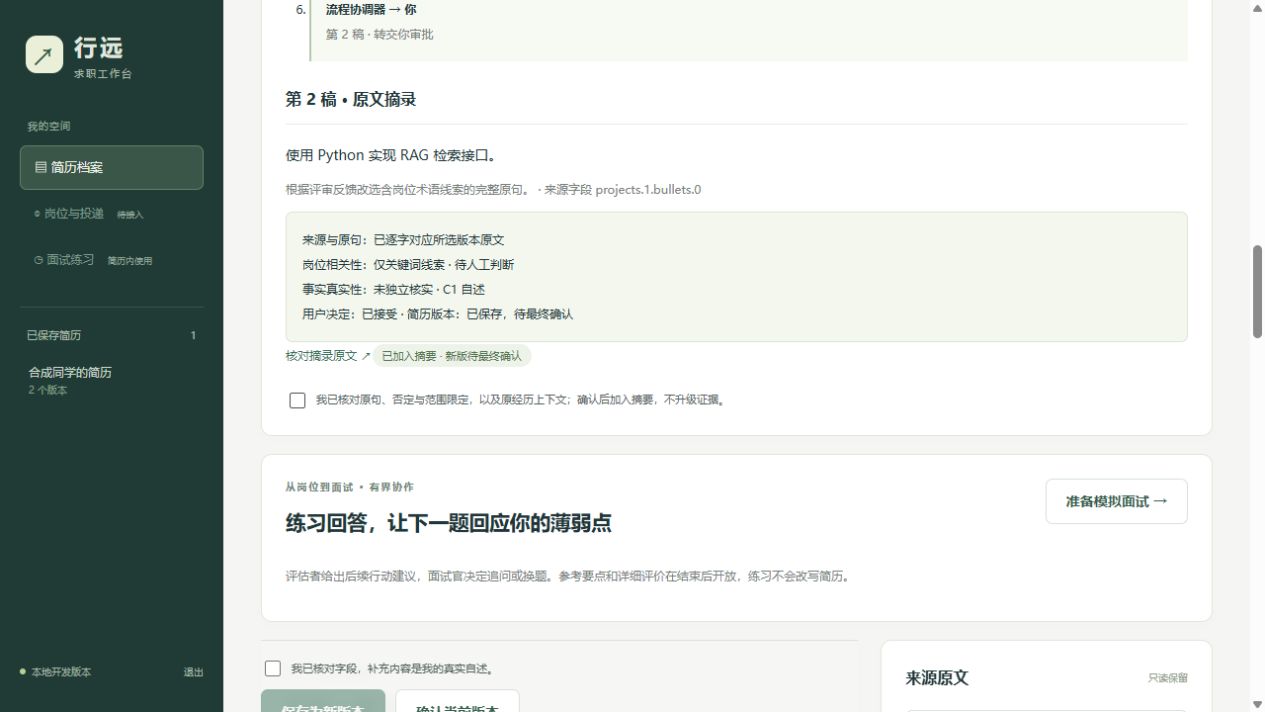 行远
求职工作台
我的空间
简历档案
岗位与投递 待接入
面试练习 简历内使用
已保存简历 1
合成同学的简历
2 个版本
本地开发版本 退出
6. 流程协调器 → 你
第 2 稿 · 转交你审批
第 2 稿 • 原文摘录
使用 Python 实现 RAG 检索接口。
根据评审反馈改选含岗位术语线索的完整原句。 · 来源字段 projects.1.bullets.0
来源与原句：已逐字对应所选版本原文
岗位相关性：仅关键词线索 · 待人工判断
事实真实性：未独立核实 · C1 自述
用户决定：已接受 · 简历版本：已保存，待最终确认
核对摘录原文 ↗ 已加入摘要 · 新版待最终确认
我已核对原句、否定与范围限定，以及原经历上下文；确认后加入摘要，不升级证据。
从岗位到面试 • 有界协作
练习回答，让下一题回应你的薄弱点
准备模拟面试 →
评估者给出后续行动建议，面试官决定追问或换题。参考要点和详细评价在结束后开放，练习不会改写简历。
我已核对字段，补充内容是我的真实自述。
保存为新版本 确认当前版本
来源原文 只读保留